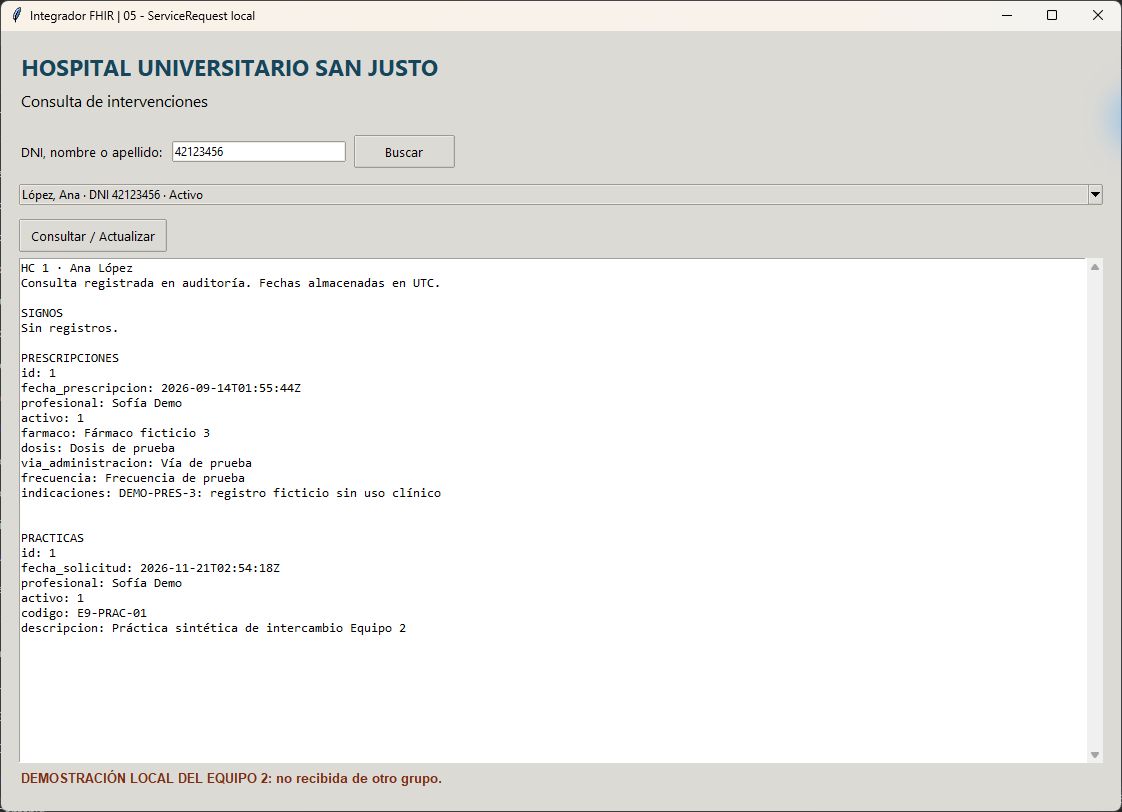 Integrador FHIR | 05 - ServiceRequest local
HOSPITAL UNIVERSITARIO SAN JUSTO
Consulta de intervenciones
DNI, nombre o apellido: 42123456 Buscar
López, Ana · DNI 42123456 · Activo
Consultar / Actualizar
HC 1 · Ana López
Consulta registrada en auditoría. Fechas almacenadas en UTC.
SIGNOS
Sin registros.
PRESCRIPCIONES
id: 1
fecha_prescripcion: 2026-09-14T01:55:44Z
profesional: Sofía Demo
activo: 1
farmaco: Fármaco ficticio 3
dosis: Dosis de prueba
via_administracion: Vía de prueba
frecuencia: Frecuencia de prueba
indicaciones: DEMO-PRES-3: registro ficticio sin uso clínico
PRACTICAS
id: 1
fecha_solicitud: 2026-11-21T02:54:18Z
profesional: Sofía Demo
activo: 1
codigo: E9-PRAC-01
descripcion: Práctica sintética de intercambio Equipo 2
DEMOSTRACIÓN LOCAL DEL EQUIPO 2: no recibida de otro grupo.